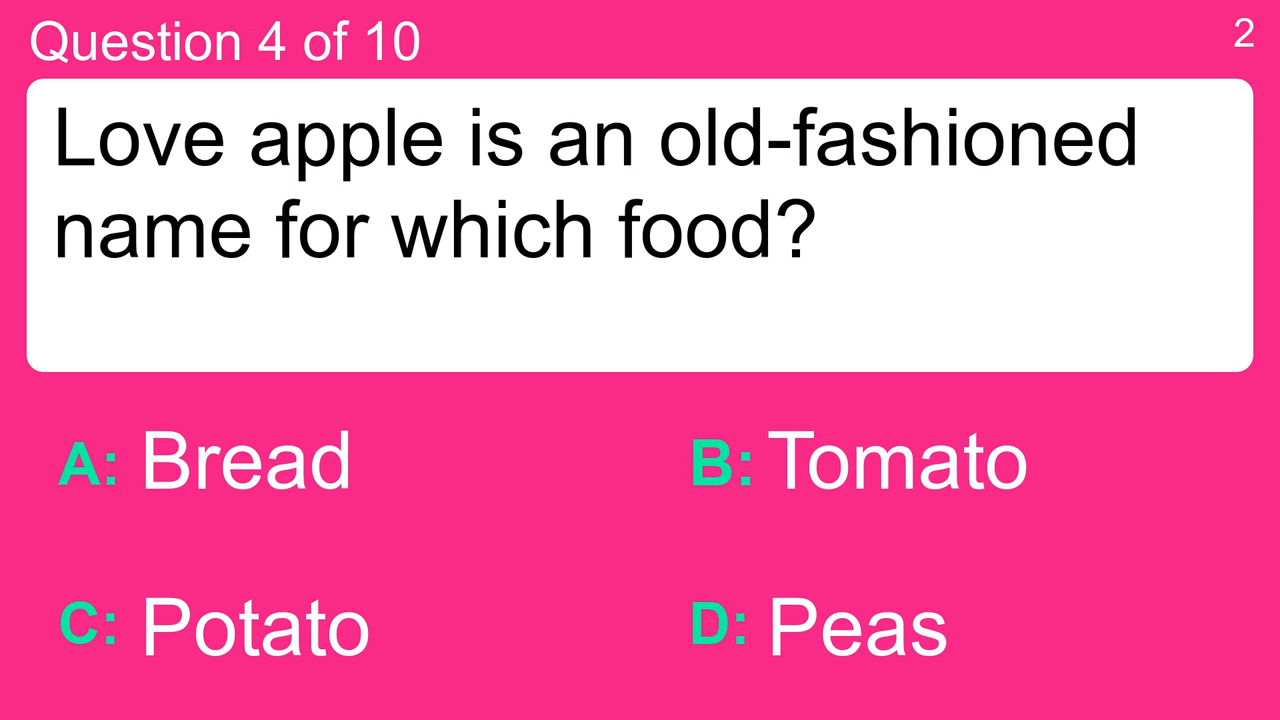 Question 4 of 10
2
Love apple is an old-fashioned
name for which food?
A: Bread
B: Tomato
C: Potato
D: Peas